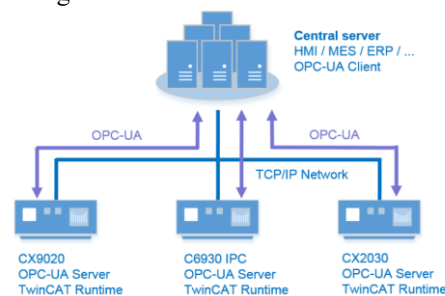 Central server
HMI / MES / ERP / ...
OPC-UA Client
OPC-UA
OPC-UA
TCP/IP Network
CX9020
OPC-UA Server
TwinCAT Runtime
C6930 IPC
OPC-UA Server
TwinCAT Runtime
CX2030
OPC-UA Server
TwinCAT Runtime